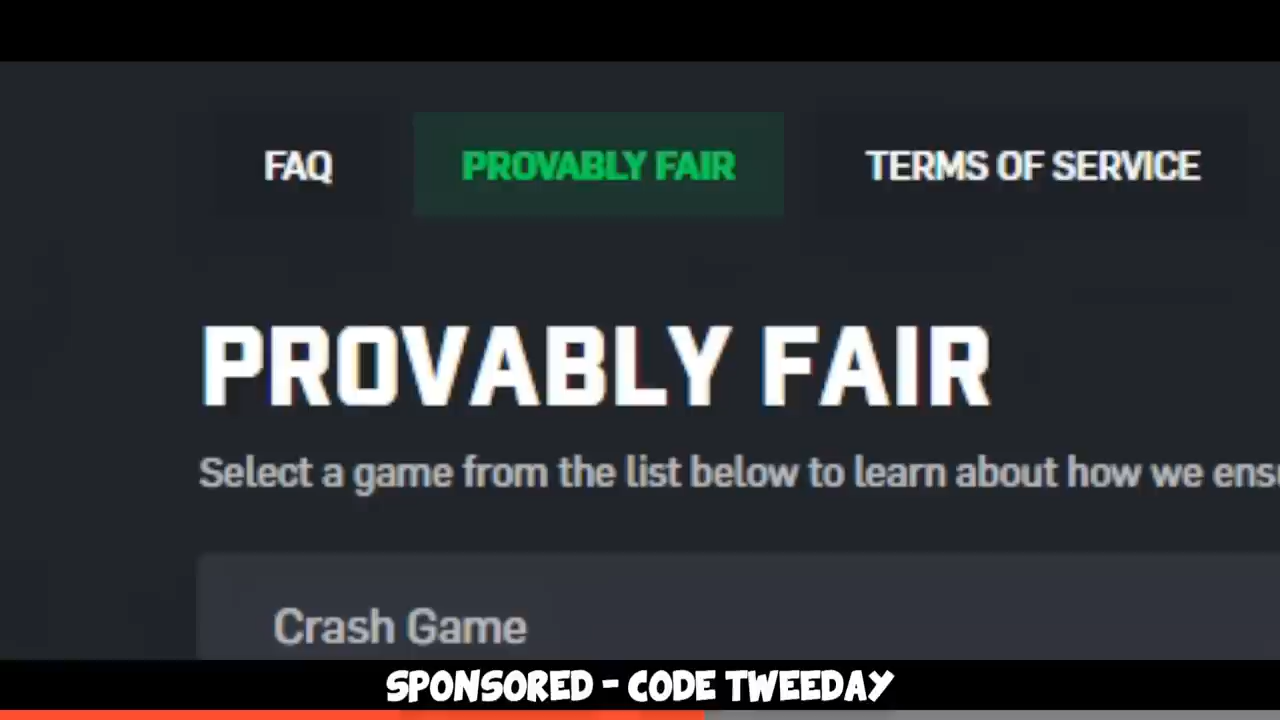 FAQ PROVABLY FAIR TERMS OF SERVICE
PROVABLY FAIR
Select a game from the list below to learn about how we
Crash Game
SPONSORED - CODE TWEEDAY